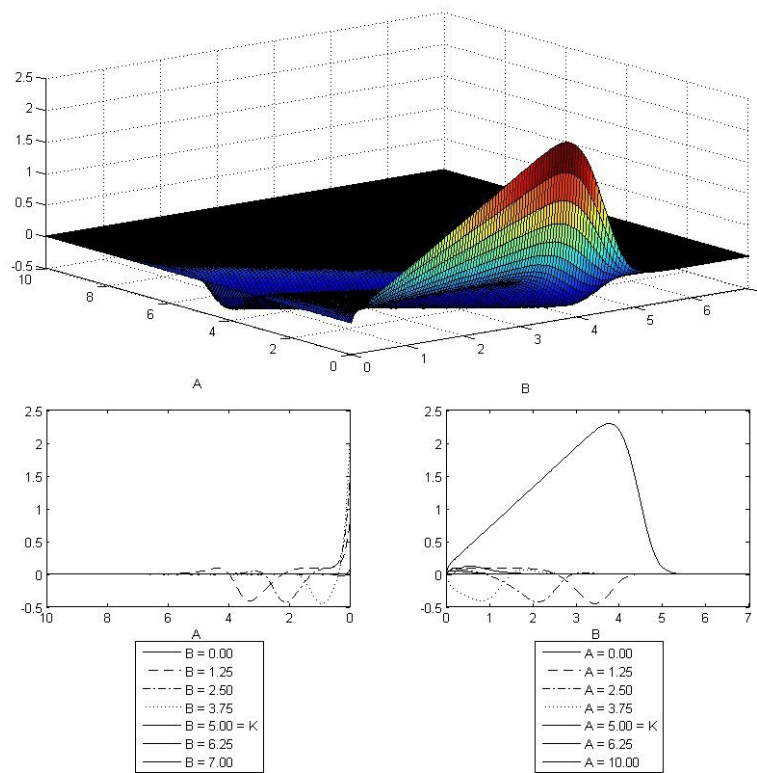 2.5
2
1.5
1
0.5
0
-0.5
10
8
6
4
2
0
0
1
2
3
4
5
6
A
B
2.5
2
1.5
1
0.5
0
-0.5
10
8
6
4
2
0
A
2.5
2
1.5
1
0.5
0
-0.5
0
1
2
3
4
5
6
7
B
B = 0.00
B = 1.25
B = 2.50
B = 3.75
B = 5.00 = K
B = 6.25
B = 7.00
A = 0.00
A = 1.25
A = 2.50
A = 3.75
A = 5.00 = K
A = 6.25
A = 10.00